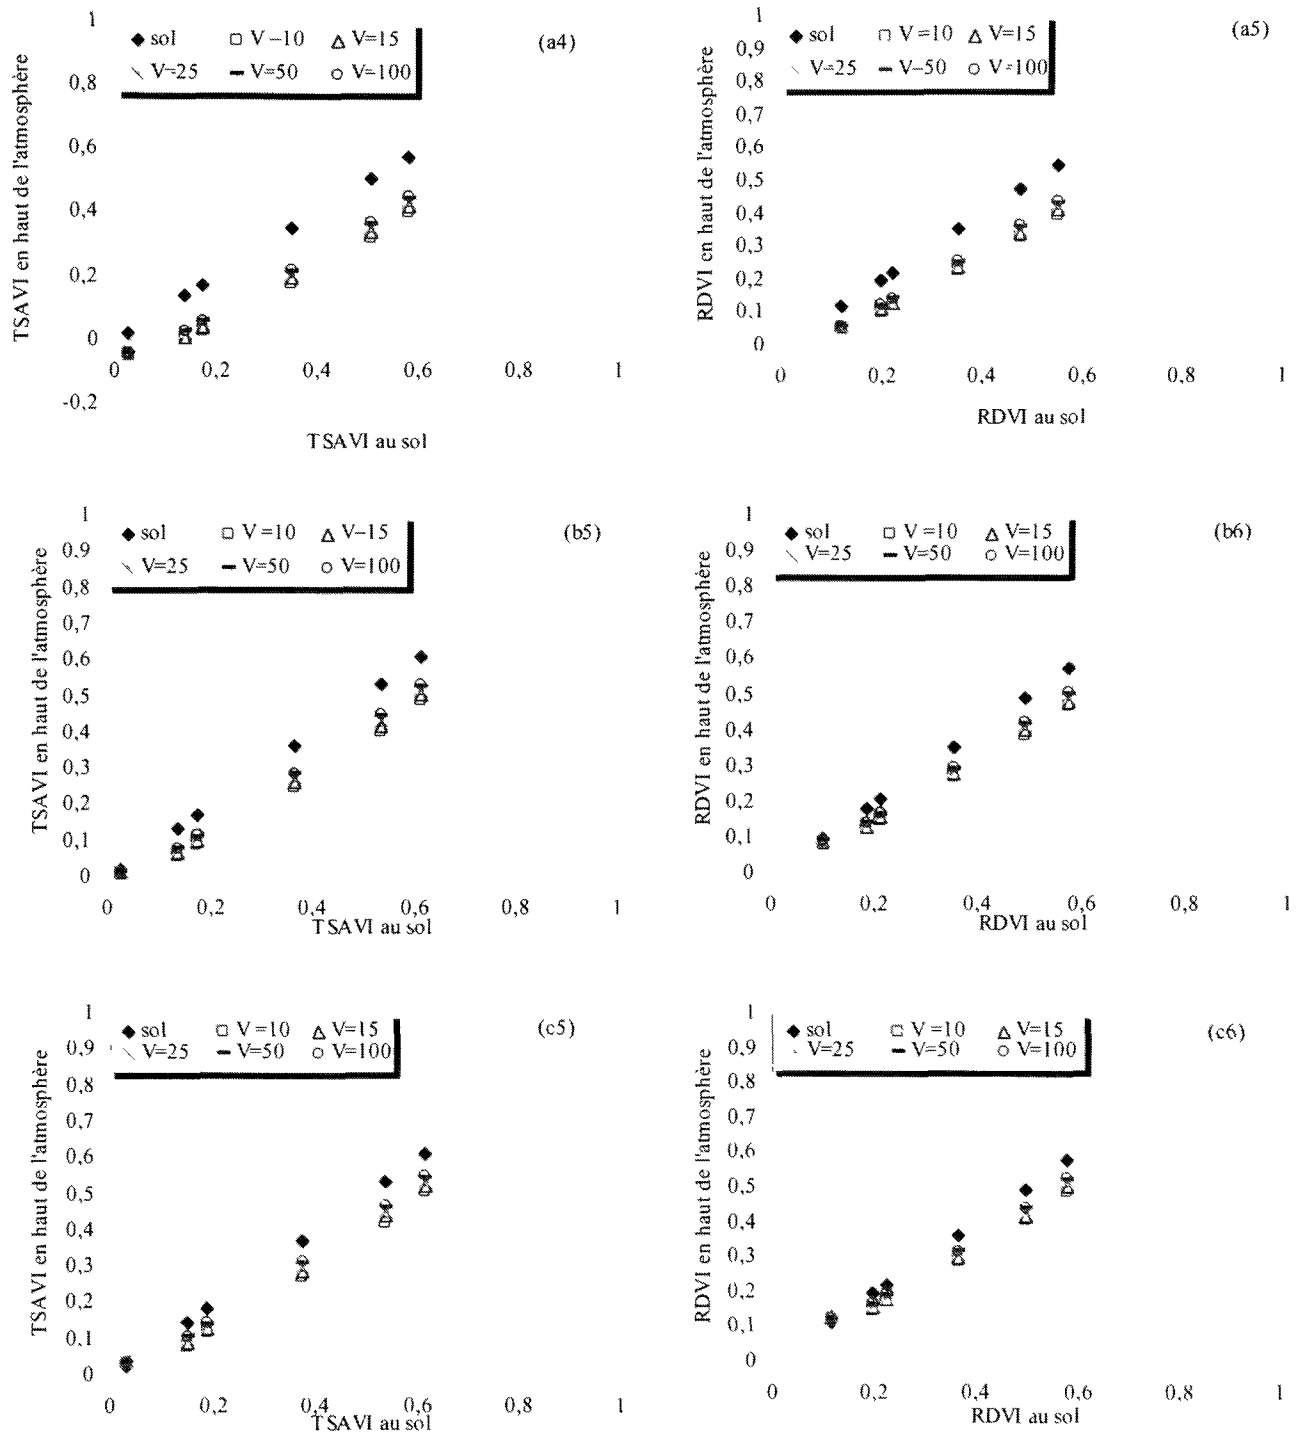 TSAVI en haut de l'atmosphère
1
0,8
0,6
0,4
0,2
0
-0,2
sol V–10 V=15
V=25 V=50 V=100
(a4)
0 0,2 0,4 0,6 0,8 1
TSAVI au sol
RDVI en haut de l'atmosphère
1
0,9
0,8
0,7
0,6
0,5
0,4
0,3
0,2
0,1
0
sol V=10 V=15
V=25 V–50 V=100
(a5)
0 0,2 0,4 0,6 0,8 1
RDVI au sol
TSAVI en haut de l'atmosphère
1
0,9
0,8
0,7
0,6
0,5
0,4
0,3
0,2
0,1
0
sol V=10 V–15
V=25 V=50 V=100
(b5)
0 0,2 0,4 0,6 0,8 1
TSAVI au sol
RDVI en haut de l'atmosphère
1
0,9
0,8
0,7
0,6
0,5
0,4
0,3
0,2
0,1
0
sol V=10 V=15
V=25 V=50 V=100
(b6)
0 0,2 0,4 0,6 0,8 1
RDVI au sol
TSAVI en haut de l'atmosphère
1
0,9
0,8
0,7
0,6
0,5
0,4
0,3
0,2
0,1
0
sol V=10 V=15
V=25 V=50 V=100
(c5)
0 0,2 0,4 0,6 0,8 1
TSAVI au sol
RDVI en haut de l'atmosphère
1
0,9
0,8
0,7
0,6
0,5
0,4
0,3
0,2
0,1
0
sol V=10 V=15
V=25 V=50 V=100
(c6)
0 0,2 0,4 0,6 0,8 1
RDVI au sol